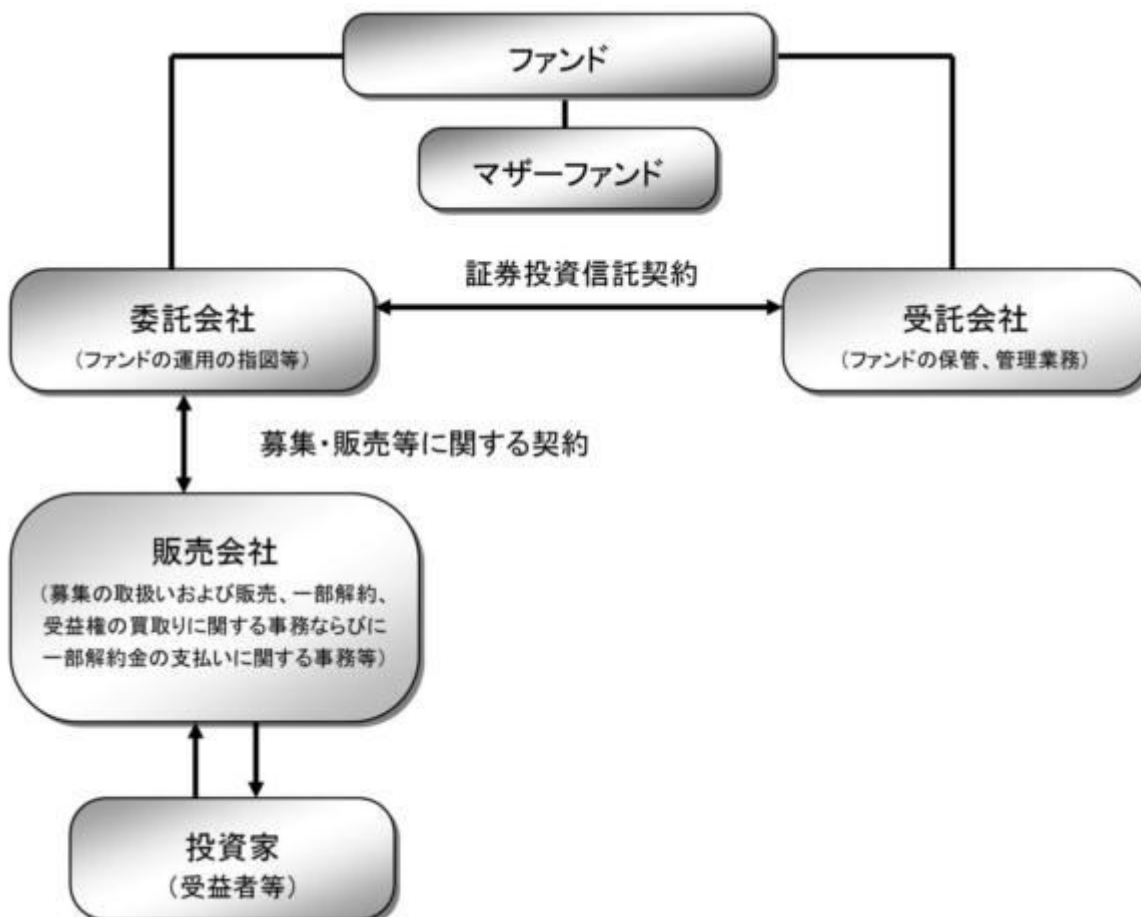 ファンド
マザーファンド
証券投資信託契約
委託会社
（ファンドの運用の指図等）
受託会社
（ファンドの保管、管理業務）
募集・販売等に関する契約
販売会社
（募集の取扱いおよび販売、一部解約、
受益権の買取りに関する事務ならびに
一部解約金の支払いに関する事務等）
投資家
（受益者等）